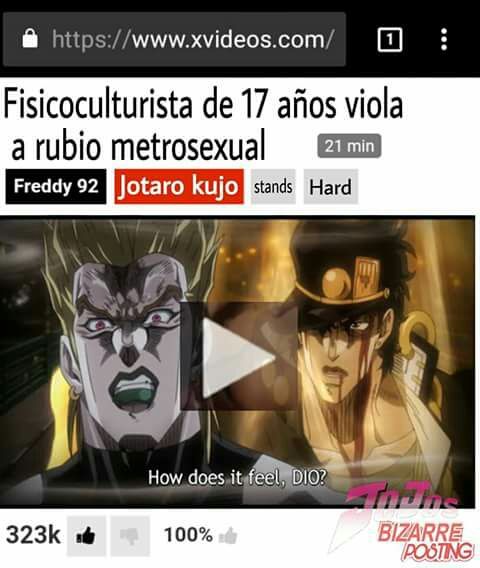 https://www.xvideos.com/
1
Fisicoculturista de 17 años viola
a rubio metrosexual 21 min
Freddy 92 Jotaro kujo stands Hard
How does it feel, DIO?
JoJos
BIZARRE
POSTING
323k 100%